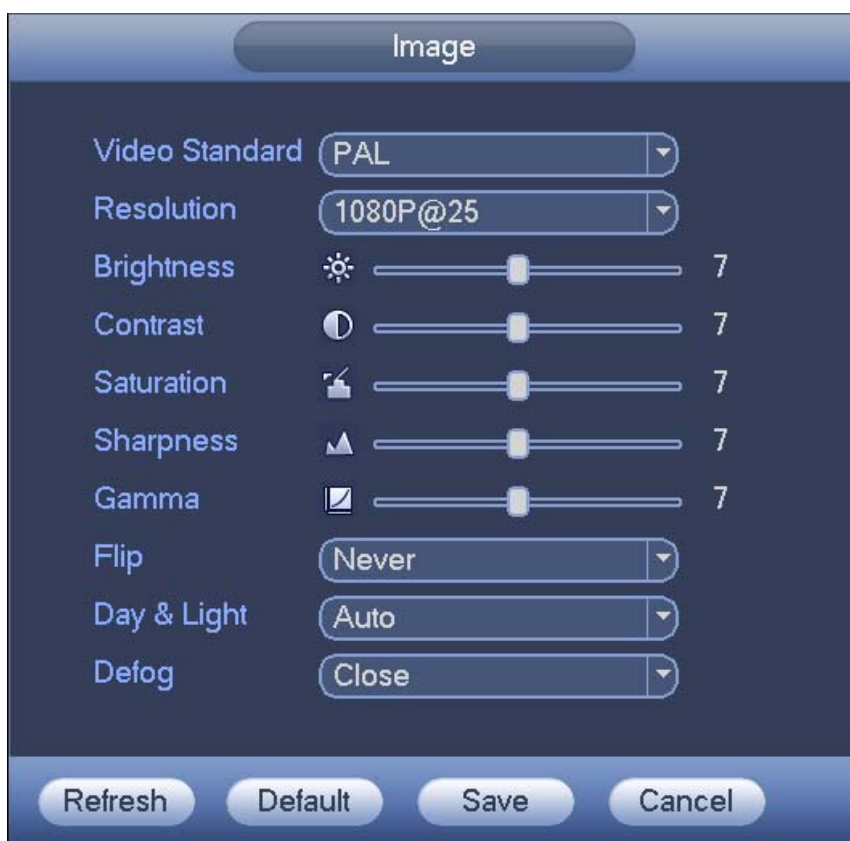 Image
Video Standard PAL
Resolution 1080P@25
Brightness 7
Contrast 7
Saturation 7
Sharpness 7
Gamma 7
Flip Never
Day & Light Auto
Defog Close
Refresh Default Save Cancel